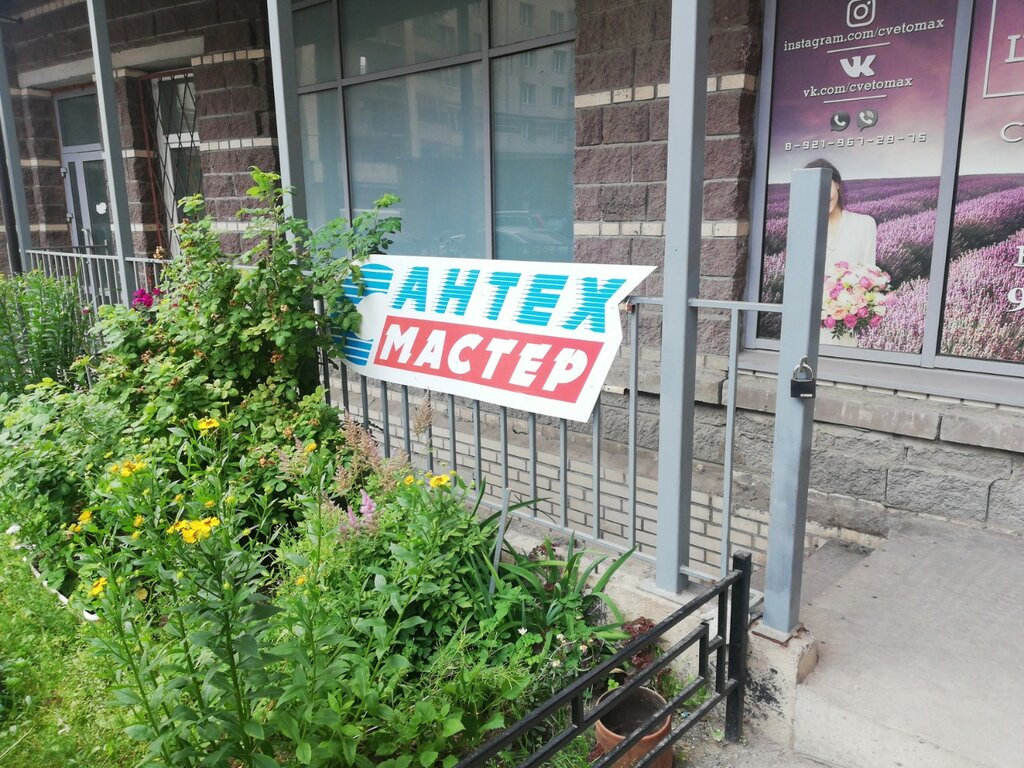 САНТЕХ
МАСТЕР
instagram.com/cvetomax
vk.com/cvetomax
8-921-967-29-75